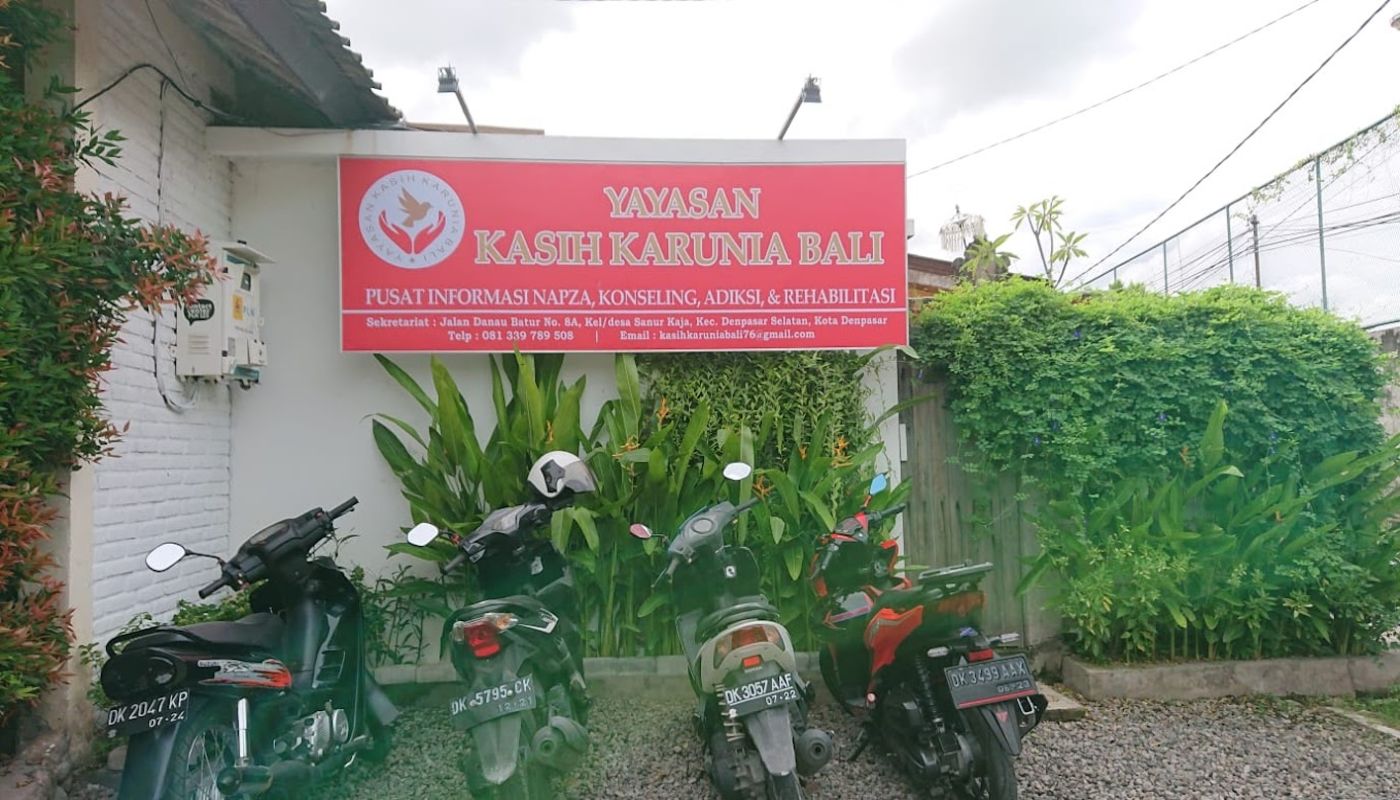 YAYASAN KASIH KARUNIA BALI
YAYASAN
KASIH KARUNIA BALI
PUSAT INFORMASI NAPZA, KONSELING, ADIKSI, & REHABILITASI
Sekretariat : Jalan Danau Batur No. 8A, Kel/desa Sanur Kaja, Kec. Denpasar Selatan, Kota Denpasar
Telp : 081 339 789 508 | Email : kasihkaruniabali76@gmail.com
DK 2047 KP
07·24
DK 5795 CK
12·21
DK 3057 AAF
07·22
DK 3499 AAX